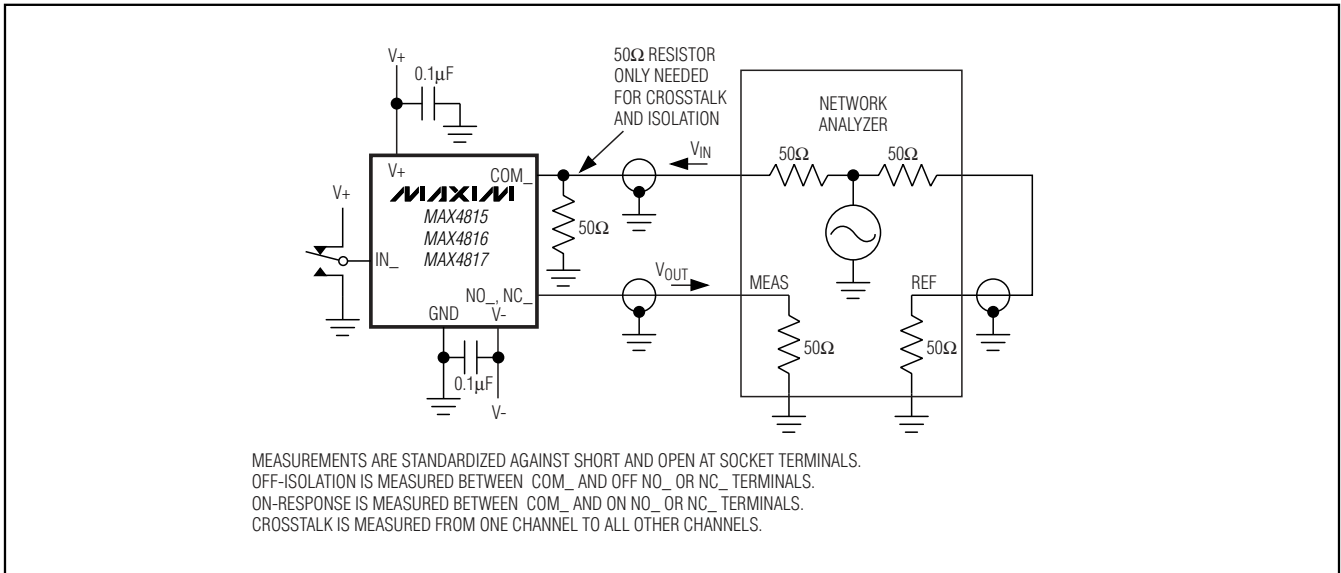 V+
0.1µF
50Ω RESISTOR
ONLY NEEDED
FOR CROSSTALK
AND ISOLATION
NETWORK
ANALYZER
V+
COM_
VIN
50Ω
50Ω
MAXIM
MAX4815
MAX4816
MAX4817
V+
IN_
50Ω
NO_, NC_
VOUT
MEAS
REF
GND
V-
50Ω
50Ω
0.1µF
V-
MEASUREMENTS ARE STANDARDIZED AGAINST SHORT AND OPEN AT SOCKET TERMINALS.
OFF-ISOLATION IS MEASURED BETWEEN COM_ AND OFF NO_ OR NC_ TERMINALS.
ON-RESPONSE IS MEASURED BETWEEN COM_ AND ON NO_ OR NC_ TERMINALS.
CROSSTALK IS MEASURED FROM ONE CHANNEL TO ALL OTHER CHANNELS.